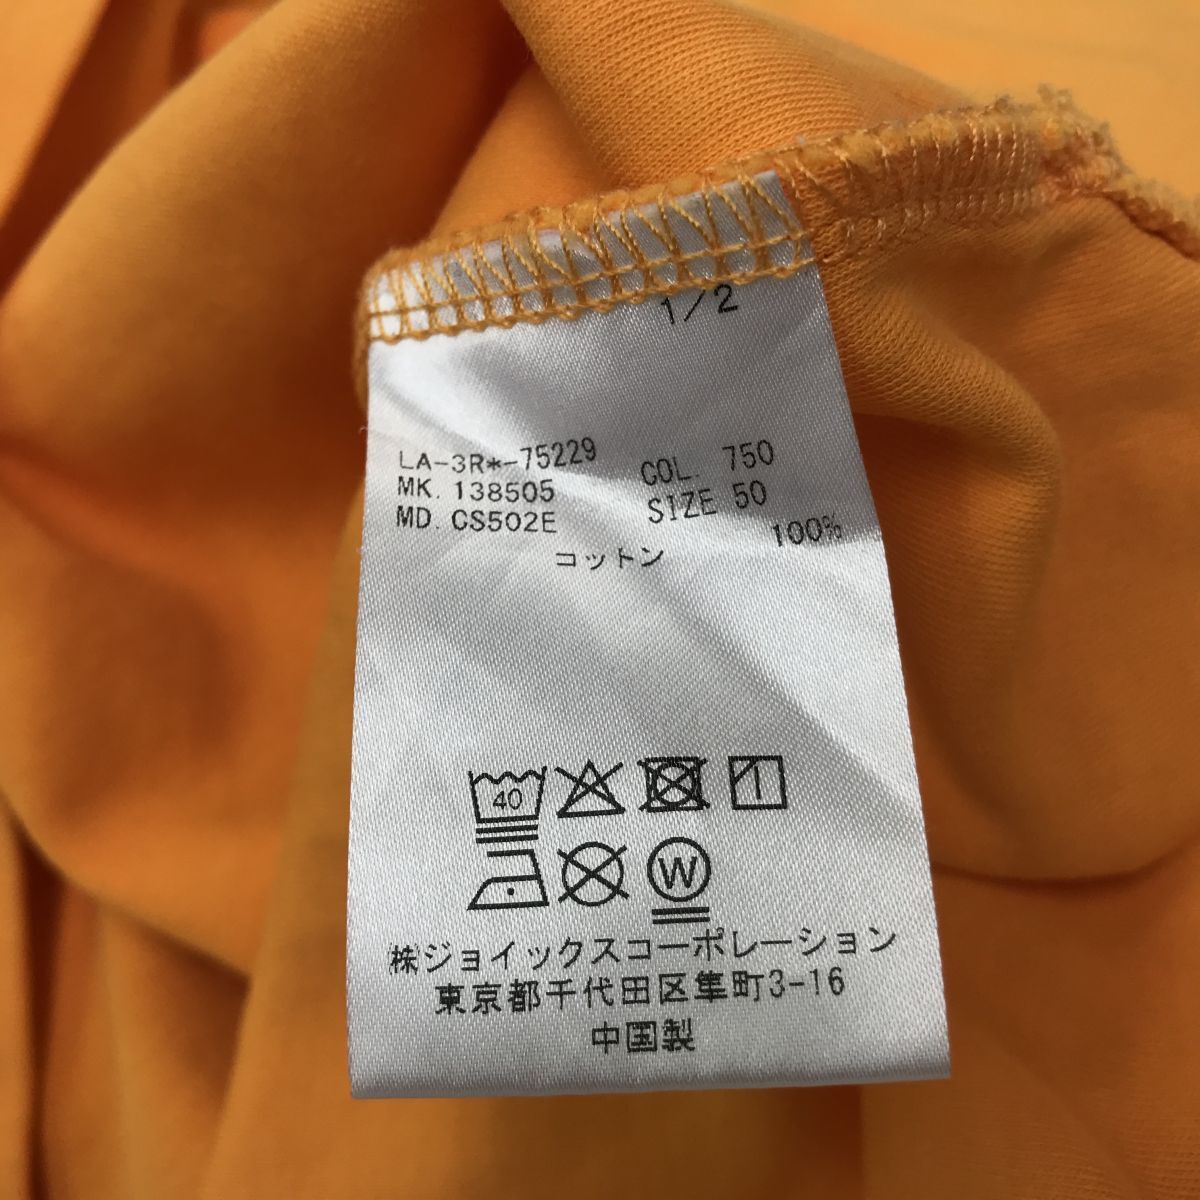 1/2
LA-3R*-75229 COL. 750
MK. 138505 SIZE 50
MD. CS502E
コットン 100%
40
W
㈱ジョイックスコーポレーション
東京都千代田区隼町3-16
中国製